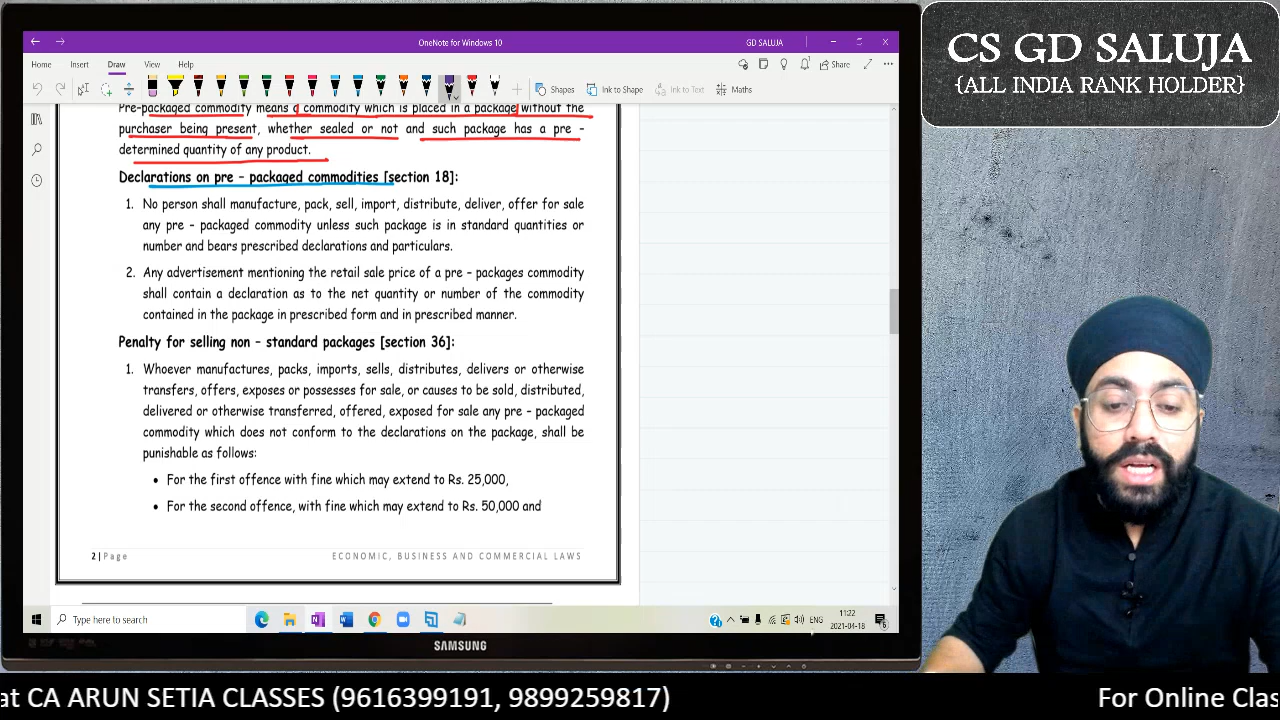 OneNote for Windows 10
GD SALUJA
Home Insert Draw View Help
Share
Shapes
Ink to Shape
Ink to Text
Maths
Pre-packaged commodity means a commodity which is placed in a package without the
purchaser being present, whether sealed or not and such package has a pre -
determined quantity of any product.
Declarations on pre - packaged commodities [section 18]:
1. No person shall manufacture, pack, sell, import, distribute, deliver, offer for sale
any pre - packaged commodity unless such package is in standard quantities or
number and bears prescribed declarations and particulars.
2. Any advertisement mentioning the retail sale price of a pre - packages commodity
shall contain a declaration as to the net quantity or number of the commodity
contained in the package in prescribed form and in prescribed manner.
Penalty for selling non - standard packages [section 36]:
1. Whoever manufactures, packs, imports, sells, distributes, delivers or otherwise
transfers, offers, exposes or possesses for sale, or causes to be sold, distributed,
delivered or otherwise transferred, offered, exposed for sale any pre - packaged
commodity which does not conform to the declarations on the package, shall be
punishable as follows:
• For the first offence with fine which may extend to Rs. 25,000,
• For the second offence, with fine which may extend to Rs. 50,000 and
2 | Page
ECONOMIC, BUSINESS AND COMMERCIAL LAWS
Type here to search
ENG
11:22
2021-04-18
SAMSUNG
CS GD SALUJA
{ALL INDIA RANK HOLDER}
at CA ARUN SETIA CLASSES (9616399191, 9899259817)
For Online Clas